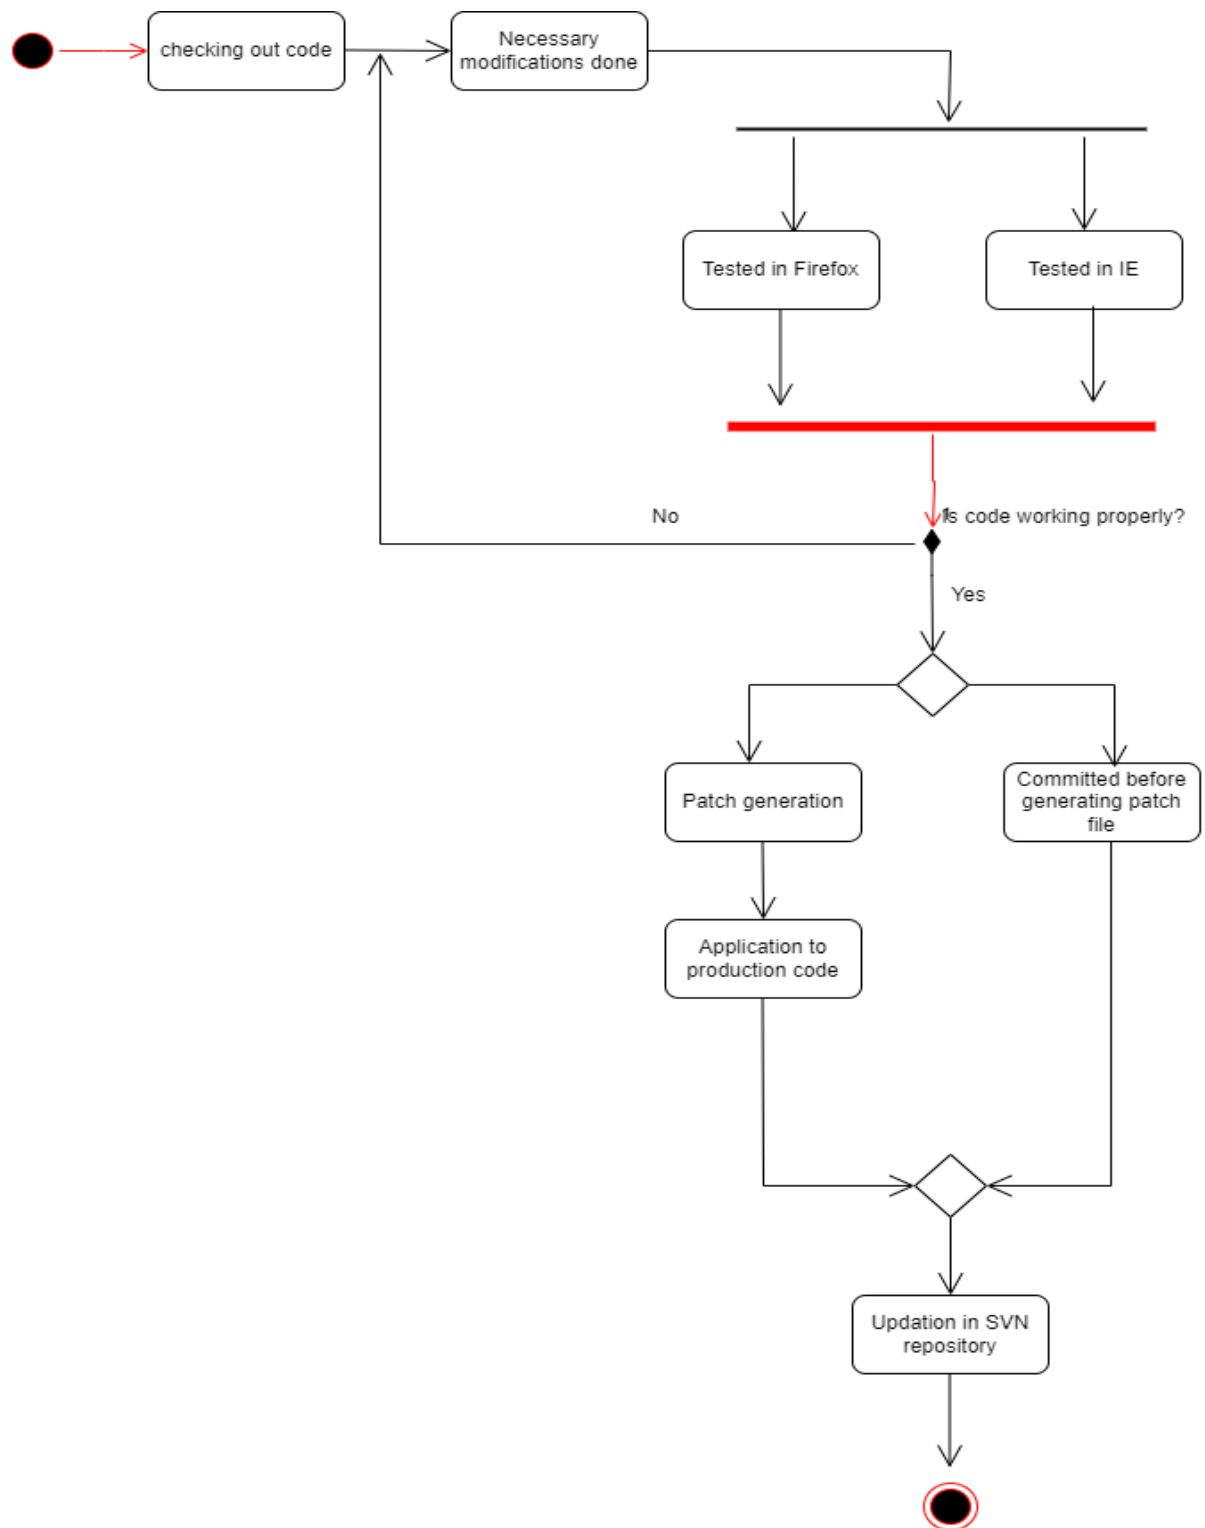 checking out code
Necessary
modifications done
Tested in Firefox
Tested in IE
No
Is code working properly?
Yes
Patch generation
Committed before
generating patch
file
Application to
production code
Updation in SVN
repository